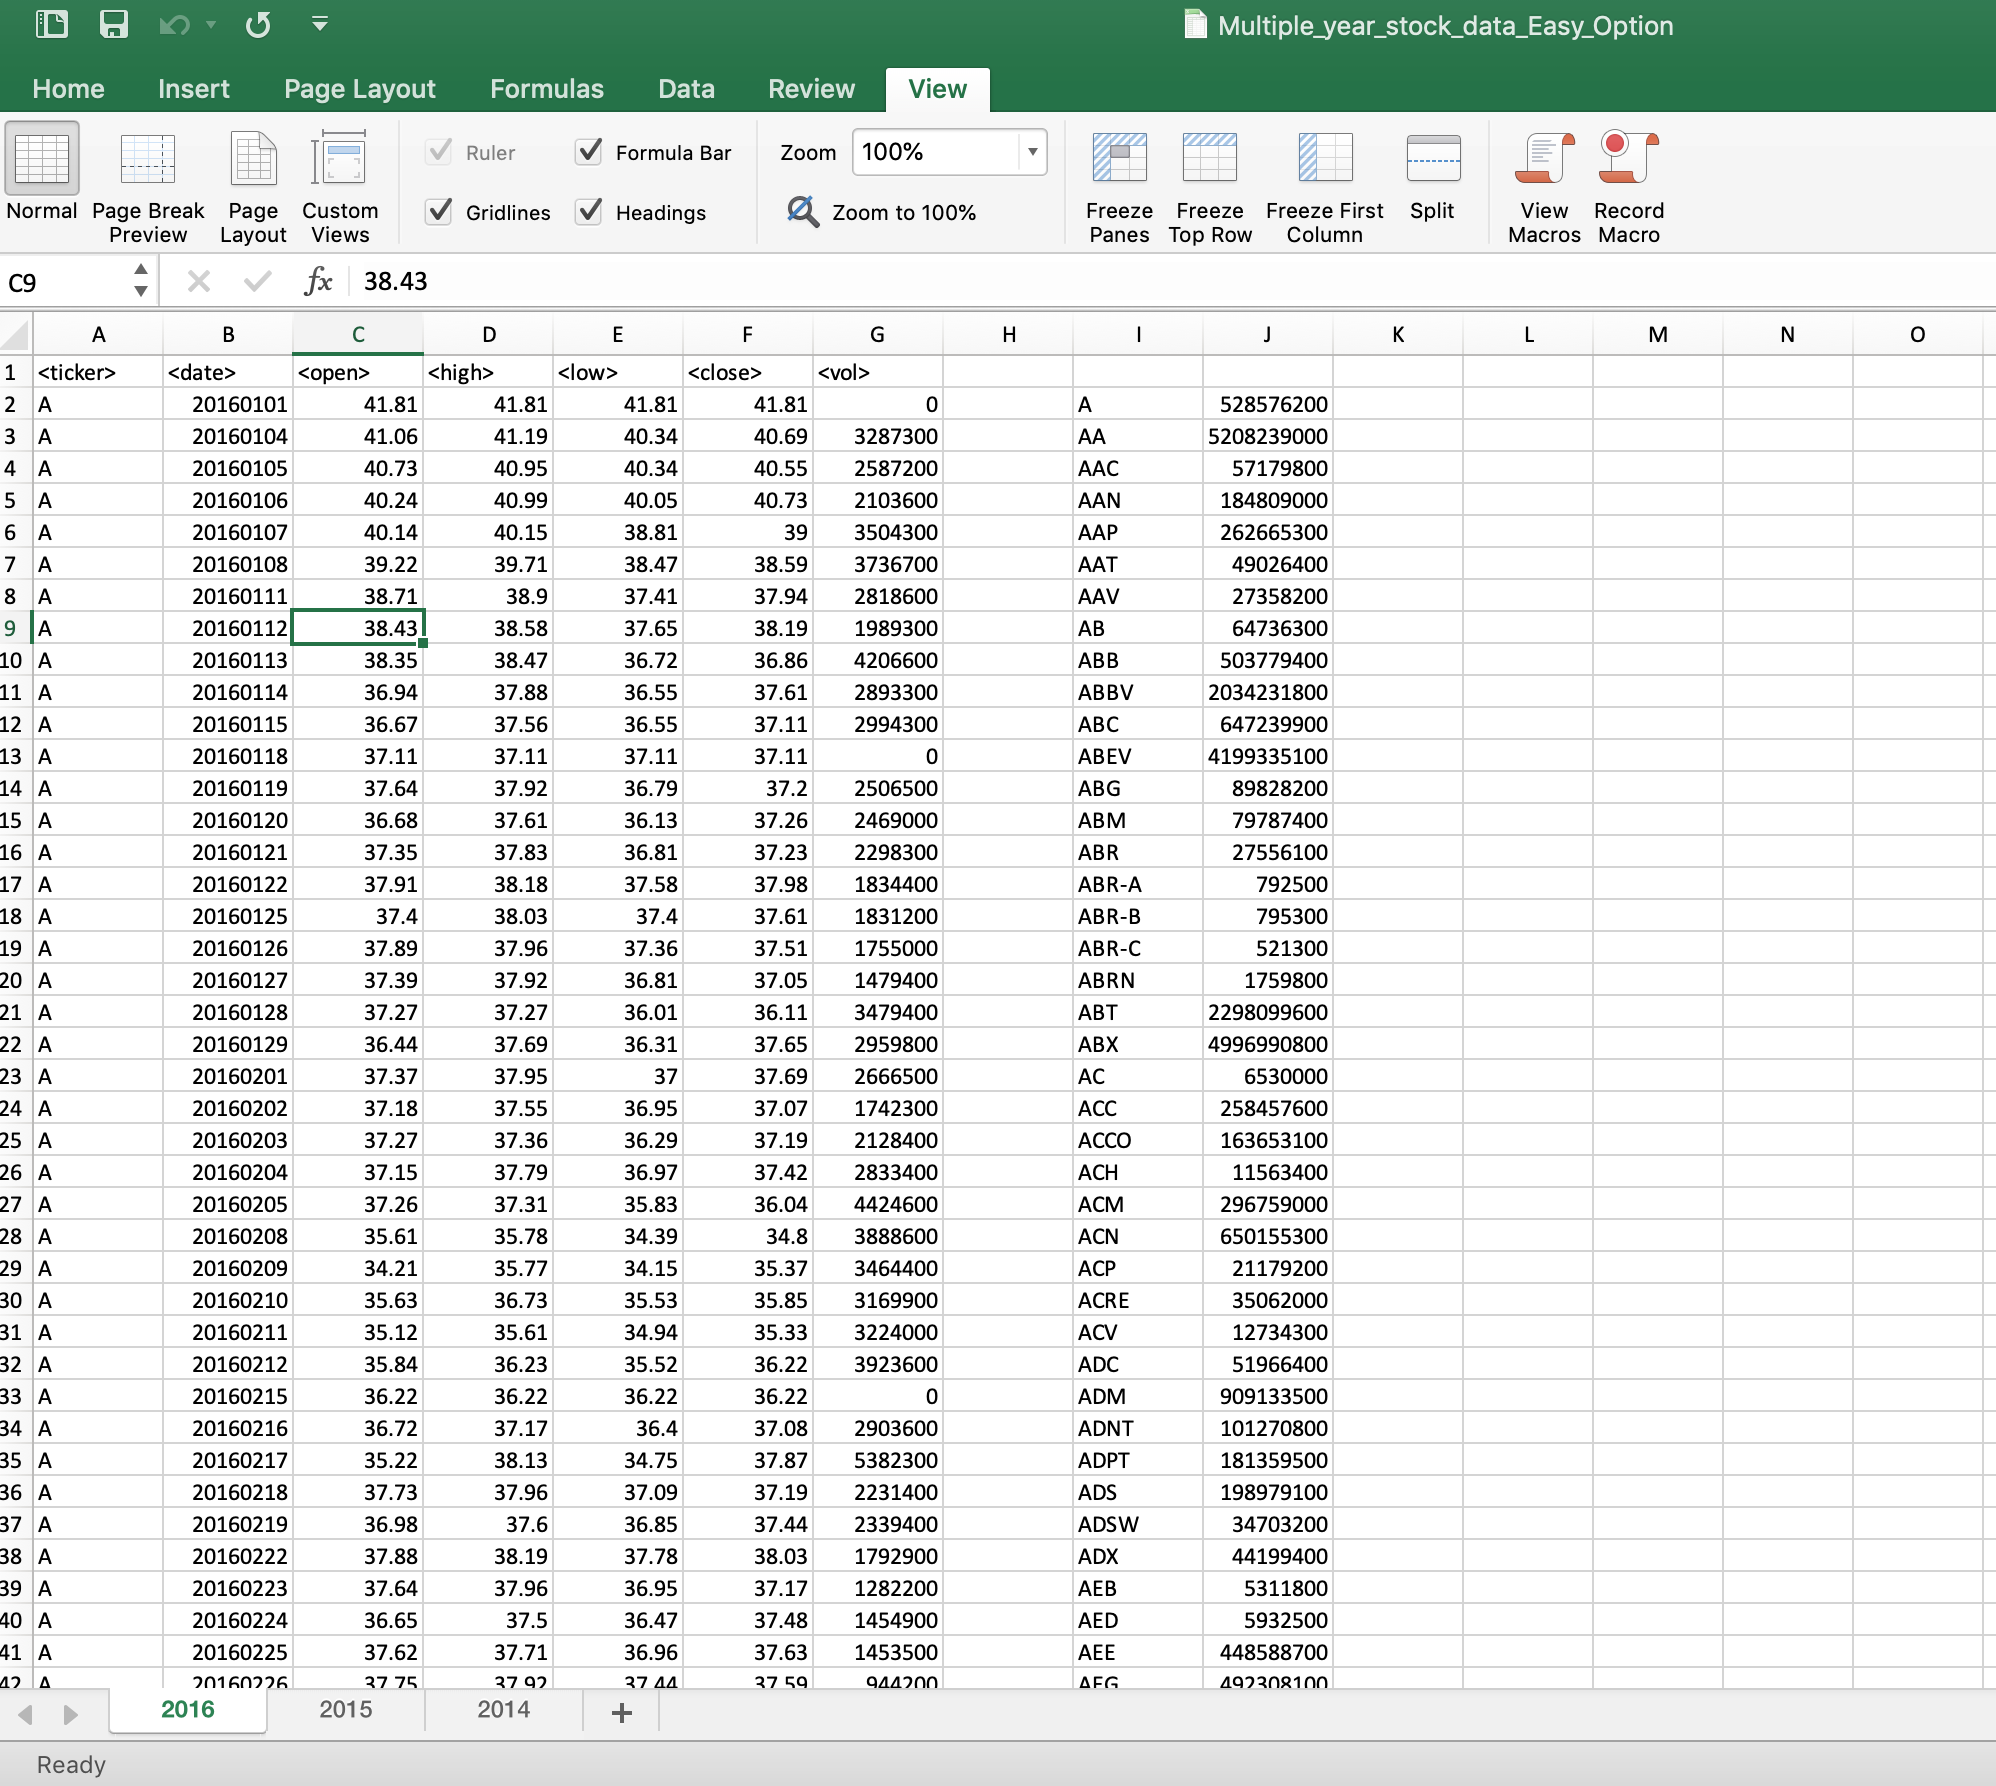 Multiple_year_stock_data_Easy_Option
Home Insert Page Layout Formulas Data Review View
Ruler Formula Bar Zoom 100%
Normal Page Break Preview Page Layout Custom Views Gridlines Headings Zoom to 100% Freeze Panes Freeze Top Row Freeze First Column Split View Macros Record Macro
C9 fx 38.43
A B C D E F G H I J K L M N O
1 <ticker> <date> <open> <high> <low> <close> <vol>
2 A 20160101 41.81 41.81 41.81 41.81 0 A 528576200
3 A 20160104 41.06 41.19 40.34 40.69 3287300 AA 5208239000
4 A 20160105 40.73 40.95 40.34 40.55 2587200 AAC 57179800
5 A 20160106 40.24 40.99 40.05 40.73 2103600 AAN 184809000
6 A 20160107 40.14 40.15 38.81 39 3504300 AAP 262665300
7 A 20160108 39.22 39.71 38.47 38.59 3736700 AAT 49026400
8 A 20160111 38.71 38.9 37.41 37.94 2818600 AAV 27358200
9 A 20160112 38.43 38.58 37.65 38.19 1989300 AB 64736300
10 A 20160113 38.35 38.47 36.72 36.86 4206600 ABB 503779400
11 A 20160114 36.94 37.88 36.55 37.61 2893300 ABBV 2034231800
12 A 20160115 36.67 37.56 36.55 37.11 2994300 ABC 647239900
13 A 20160118 37.11 37.11 37.11 37.11 0 ABEV 4199335100
14 A 20160119 37.64 37.92 36.79 37.2 2506500 ABG 89828200
15 A 20160120 36.68 37.61 36.13 37.26 2469000 ABM 79787400
16 A 20160121 37.35 37.83 36.81 37.23 2298300 ABR 27556100
17 A 20160122 37.91 38.18 37.58 37.98 1834400 ABR-A 792500
18 A 20160125 37.4 38.03 37.4 37.61 1831200 ABR-B 795300
19 A 20160126 37.89 37.96 37.36 37.51 1755000 ABR-C 521300
20 A 20160127 37.39 37.92 36.81 37.05 1479400 ABRN 1759800
21 A 20160128 37.27 37.27 36.01 36.11 3479400 ABT 2298099600
22 A 20160129 36.44 37.69 36.31 37.65 2959800 ABX 4996990800
23 A 20160201 37.37 37.95 37 37.69 2666500 AC 6530000
24 A 20160202 37.18 37.55 36.95 37.07 1742300 ACC 258457600
25 A 20160203 37.27 37.36 36.29 37.19 2128400 ACCO 163653100
26 A 20160204 37.15 37.79 36.97 37.42 2833400 ACH 11563400
27 A 20160205 37.26 37.31 35.83 36.04 4424600 ACM 296759000
28 A 20160208 35.61 35.78 34.39 34.8 3888600 ACN 650155300
29 A 20160209 34.21 35.77 34.15 35.37 3464400 ACP 21179200
30 A 20160210 35.63 36.73 35.53 35.85 3169900 ACRE 35062000
31 A 20160211 35.12 35.61 34.94 35.33 3224000 ACV 12734300
32 A 20160212 35.84 36.23 35.52 36.22 3923600 ADC 51966400
33 A 20160215 36.22 36.22 36.22 36.22 0 ADM 909133500
34 A 20160216 36.72 37.17 36.4 37.08 2903600 ADNT 101270800
35 A 20160217 35.22 38.13 34.75 37.87 5382300 ADPT 181359500
36 A 20160218 37.73 37.96 37.09 37.19 2231400 ADS 198979100
37 A 20160219 36.98 37.6 36.85 37.44 2339400 ADSW 34703200
38 A 20160222 37.88 38.19 37.78 38.03 1792900 ADX 44199400
39 A 20160223 37.64 37.96 36.95 37.17 1282200 AEB 5311800
40 A 20160224 36.65 37.5 36.47 37.48 1454900 AED 5932500
41 A 20160225 37.62 37.71 36.96 37.63 1453500 AEE 448588700
42 A 20160226 37.75 37.92 37.44 37.59 944200 AEG 492308100
2016 2015 2014 +
Ready